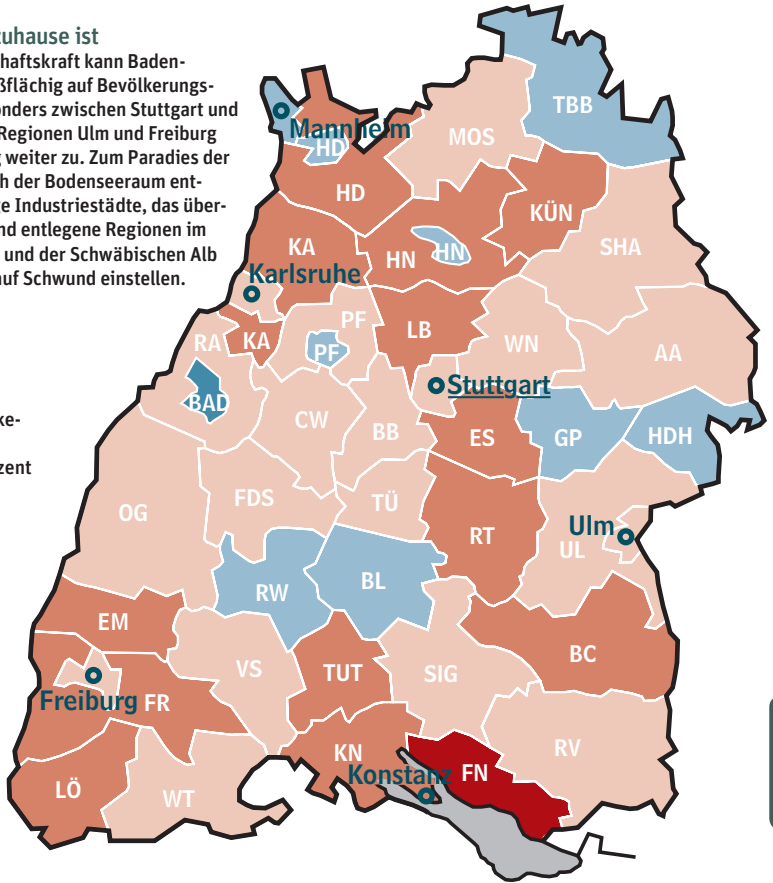 zuhause ist
haftskraft kann Baden-
ßflächig auf Bevölkerungs-
onders zwischen Stuttgart und
Regionen Ulm und Freiburg
g weiter zu. Zum Paradies der
h der Bodenseeraum ent-
ge Industriestädte, das über-
nd entlegene Regionen im
und der Schwäbischen Alb
auf Schwund einstellen.
ke-
zent
TBB
Mannheim
MOS
HD
HD
KÜN
KA
HN
HN
SHA
Karlsruhe
PF
LB
RA
KA
PF
WN
AA
Stuttgart
BAD
CW
BB
ES
GP
HDH
FDS
TÜ
OG
Ulm
RT
UL
RW
BL
EM
VS
TUT
SIG
BC
Freiburg
FR
KN
RV
Konstanz
FN
LÖ
WT